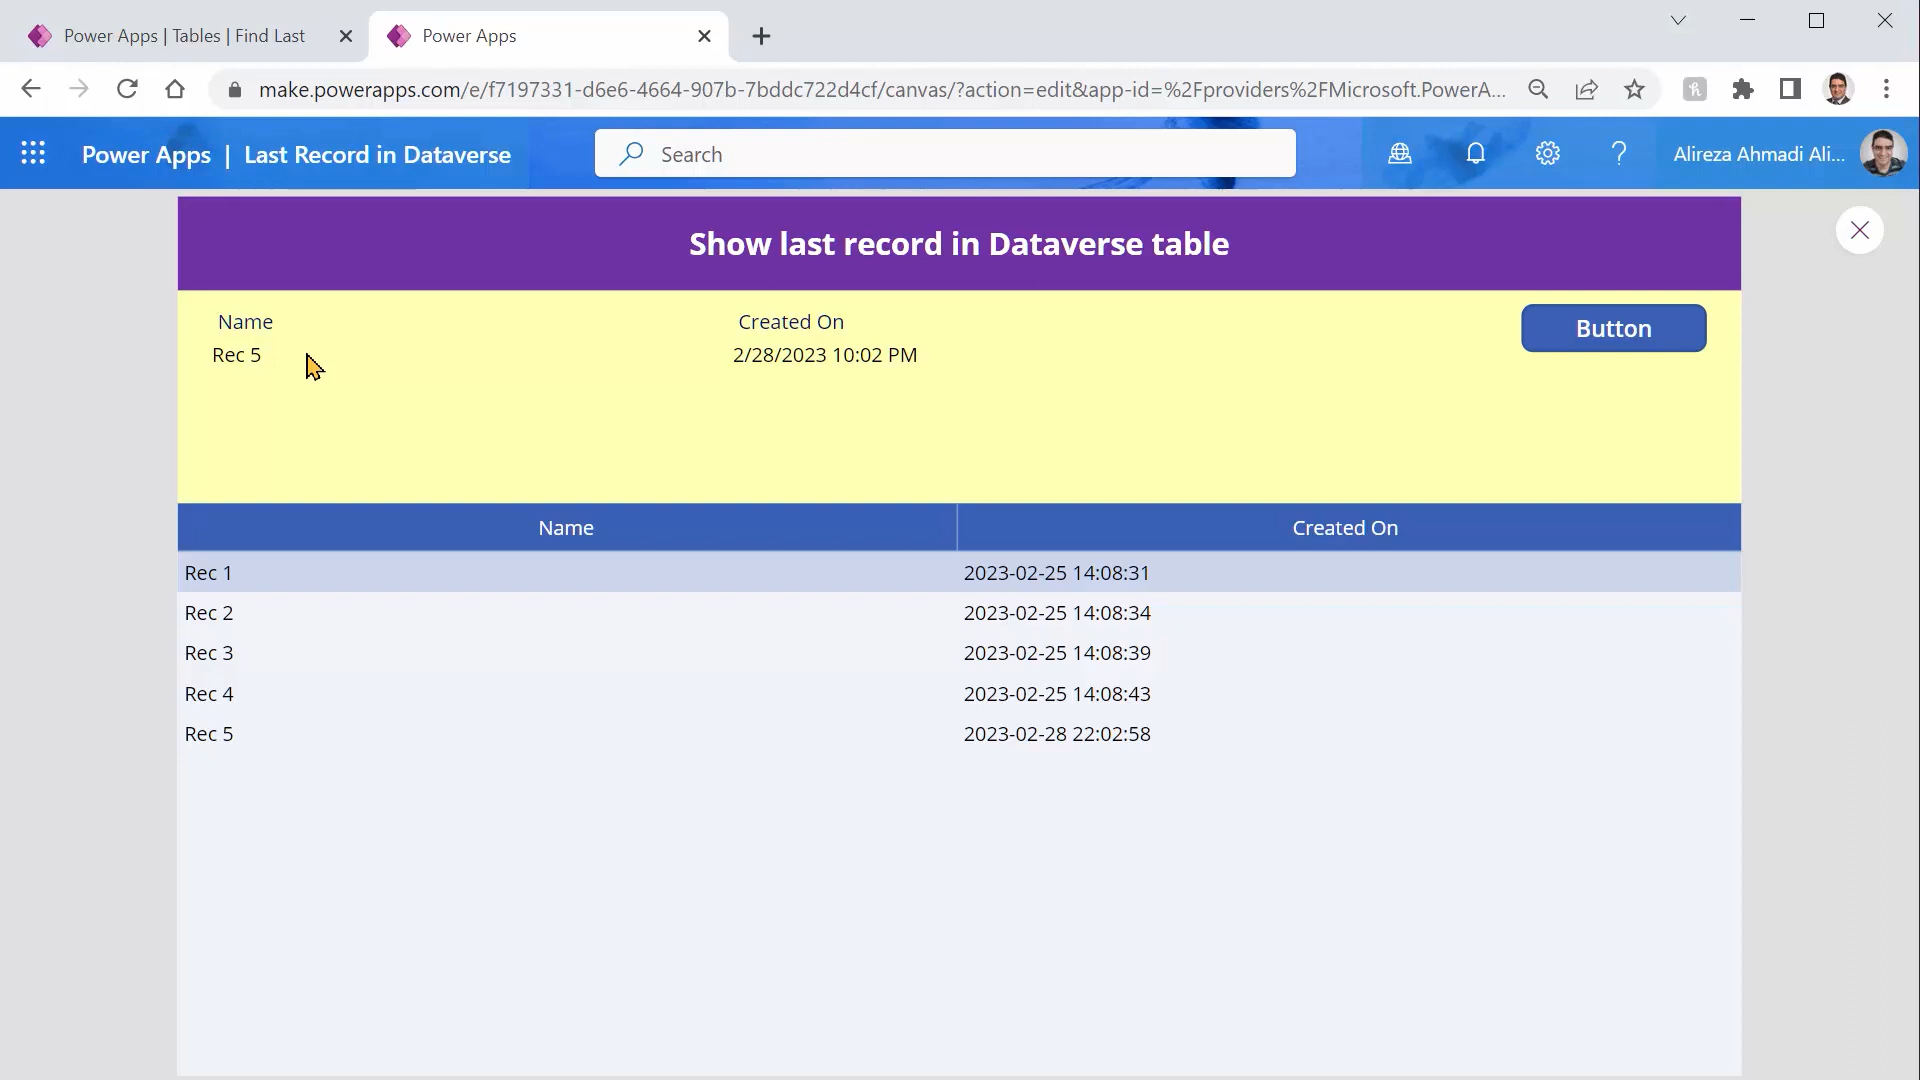 Power Apps | Tables | Find Last
Power Apps
make.powerapps.com/e/f7197331-d6e6-4664-907b-7bddc722d4cf/canvas/?action=edit&app-id=%2Fproviders%2FMicrosoft.PowerA...
Power Apps | Last Record in Dataverse
Search
Alireza Ahmadi Ali...
Show last record in Dataverse table
Name Created On
Button
Rec 5 2/28/2023 10:02 PM
Name Created On
Rec 1 2023-02-25 14:08:31
Rec 2 2023-02-25 14:08:34
Rec 3 2023-02-25 14:08:39
Rec 4 2023-02-25 14:08:43
Rec 5 2023-02-28 22:02:58